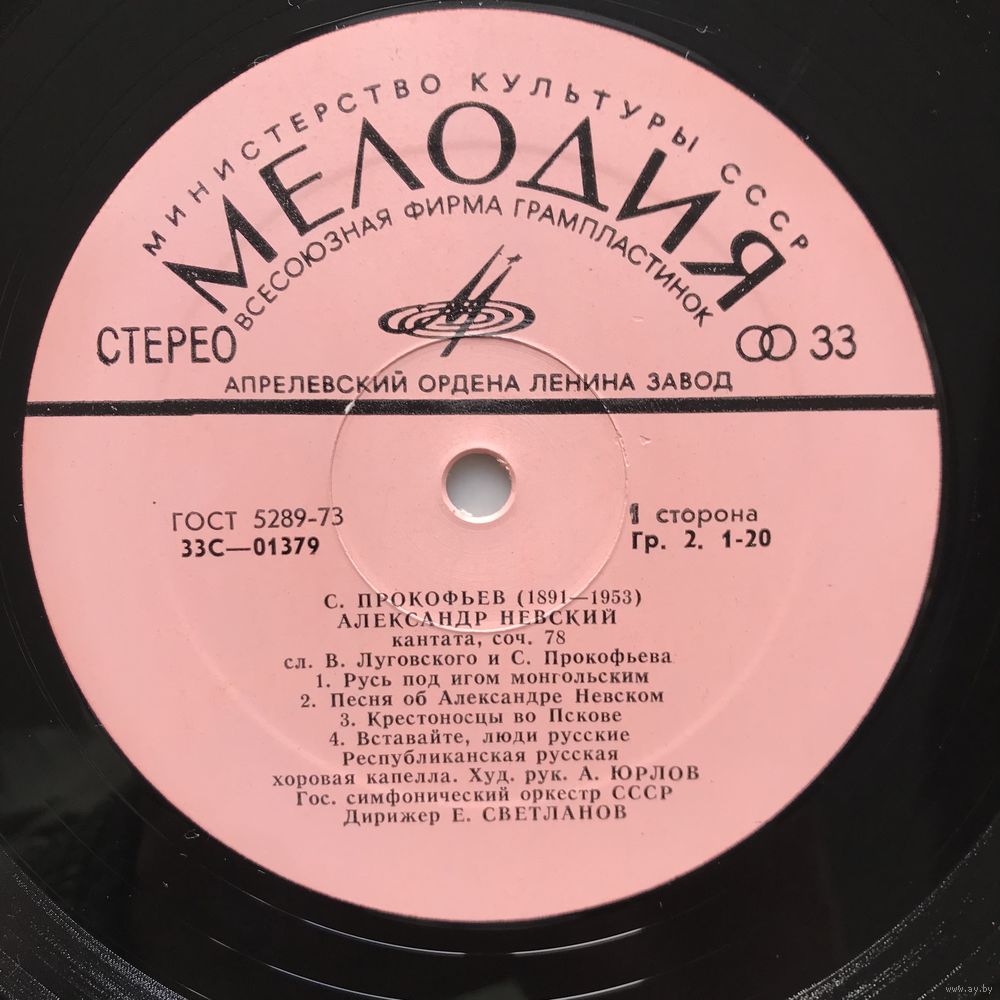 МИНИСТЕРСТВО КУЛЬТУРЫ СССР
МЕЛОДИЯ
ВСЕСОЮЗНАЯ ФИРМА ГРАМПЛАСТИНОК
СТЕРЕО
33
АПРЕЛЕВСКИЙ ОРДЕНА ЛЕНИНА ЗАВОД
ГОСТ 5289-73
33С—01379
1 сторона
Гр. 2. 1-20
С. ПРОКОФЬЕВ (1891—1953)
АЛЕКСАНДР НЕВСКИЙ
кантата, соч. 78
сл. В. Луговского и С. Прокофьева
1. Русь под игом монгольским
2. Песня об Александре Невском
3. Крестоносцы во Пскове
4. Вставайте, люди русские
Республиканская русская
хоровая капелла. Худ. рук. А. ЮРЛОВ
Гос. симфонический оркестр СССР
Дирижер Е. СВЕТЛАНОВ
www.ay.by